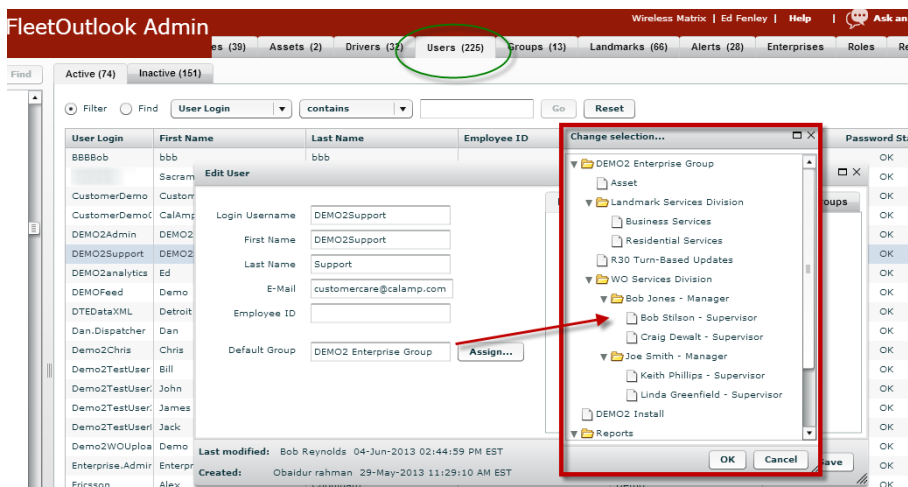 FleetOutlook Admin
Wireless Matrix | Ed Fenley | Help | Ask an
es (39) Assets (2) Drivers (32) Users (225) Groups (13) Landmarks (66) Alerts (28) Enterprises Roles Re
Find Active (74) Inactive (151)
Filter Find User Login contains Go Reset
User Login First Name Last Name Employee ID Password Sta
BBBBob bbb bbb OK
Sacram OK
CustomerDemo Custom OK
CustomerDemo( CalAmp OK
DEMO2Admin DEMO2 OK
DEMO2Support DEMO2 OK
DEMO2analytics Ed OK
DEMOFeed Demo OK
DTEDataXML Detroit OK
Dan.Dispatcher Dan OK
Demo2Chris Chris OK
Demo2TestUser Bill OK
Demo2TestUser: John OK
Demo2TestUser: James OK
Demo2TestUserI Jack OK
Demo2WOUploa Demo OK
Enterprise.Admir Enterpr OK
Ericsson Alex OK
Edit User
oups
Login Username DEMO2Support
First Name DEMO2Support
Last Name Support
E-Mail customercare@calamp.com
Employee ID
Default Group DEMO2 Enterprise Group Assign...
Last modified: Bob Reynolds 04-Jun-2013 02:44:59 PM EST
Created: Obaidur rahman 29-May-2013 11:29:10 AM EST
ave
Change selection...
DEMO2 Enterprise Group
Asset
Landmark Services Division
Business Services
Residential Services
R30 Turn-Based Updates
WO Services Division
Bob Jones - Manager
Bob Stilson - Supervisor
Craig Dewalt - Supervisor
Joe Smith - Manager
Keith Phillips - Supervisor
Linda Greenfield - Supervisor
DEMO2 Install
Reports
OK Cancel